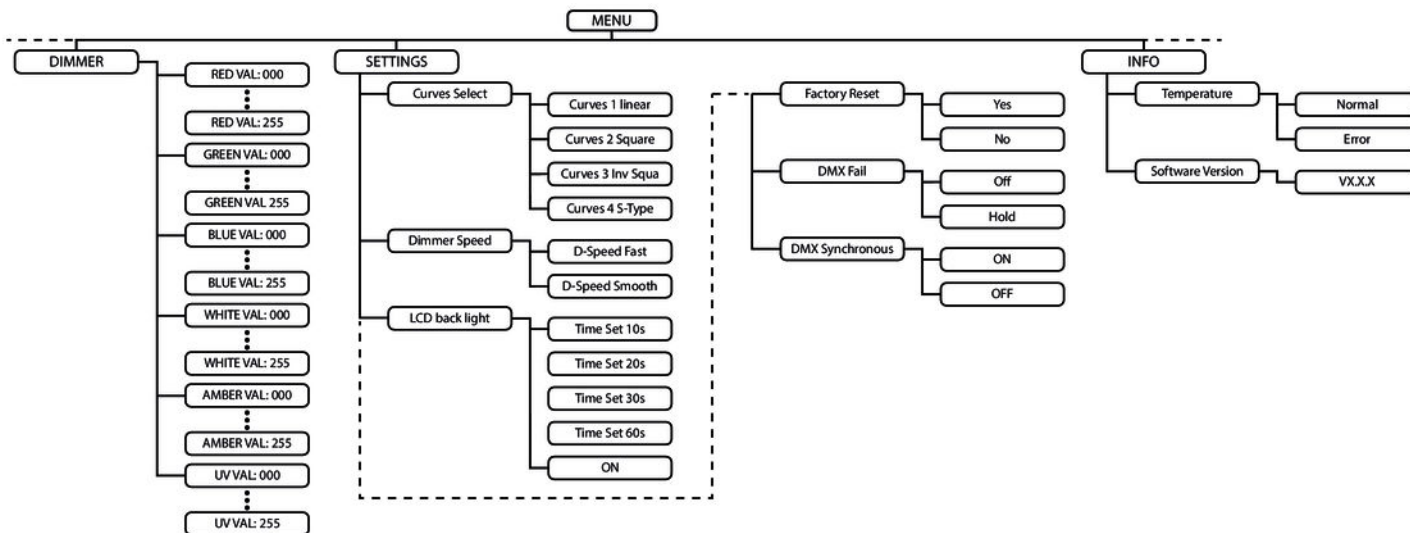 MENU
DIMMER
RED VAL: 000
RED VAL: 255
GREEN VAL: 000
GREEN VAL 255
BLUE VAL: 000
BLUE VAL: 255
WHITE VAL: 000
WHITE VAL: 255
AMBER VAL: 000
AMBER VAL: 255
UV VAL: 000
UV VAL: 255
SETTINGS
Curves Select
Curves 1 linear
Curves 2 Square
Curves 3 Inv Squa
Curves 4 S-Type
Dimmer Speed
D-Speed Fast
D-Speed Smooth
LCD back light
Time Set 10s
Time Set 20s
Time Set 30s
Time Set 60s
ON
Factory Reset
Yes
No
DMX Fail
Off
Hold
DMX Synchronous
ON
OFF
INFO
Temperature
Normal
Error
Software Version
VX.X.X